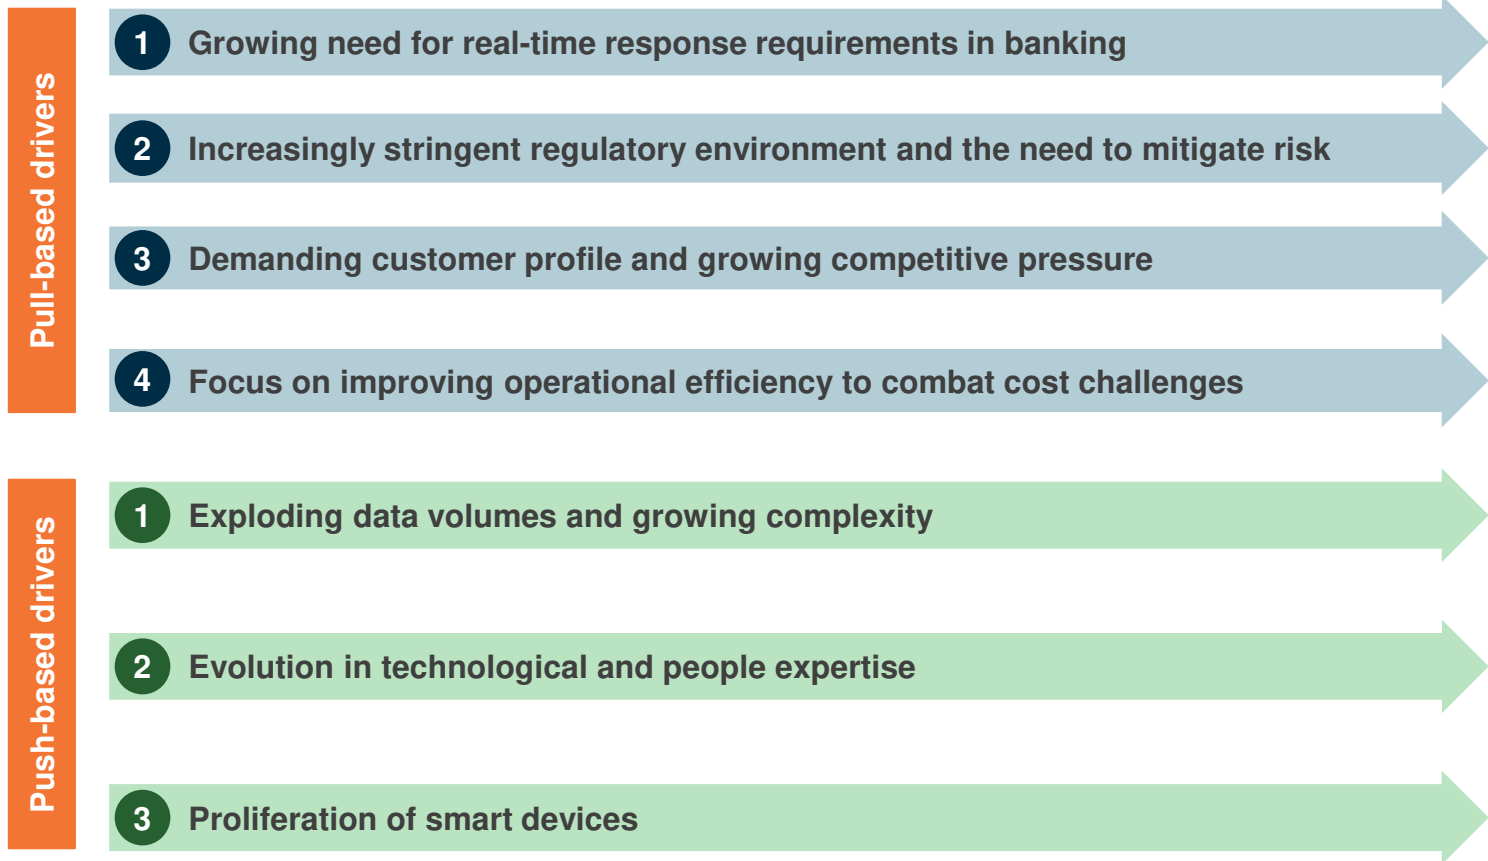 Pull-based drivers
1 Growing need for real-time response requirements in banking
2 Increasingly stringent regulatory environment and the need to mitigate risk
3 Demanding customer profile and growing competitive pressure
4 Focus on improving operational efficiency to combat cost challenges
Push-based drivers
1 Exploding data volumes and growing complexity
2 Evolution in technological and people expertise
3 Proliferation of smart devices